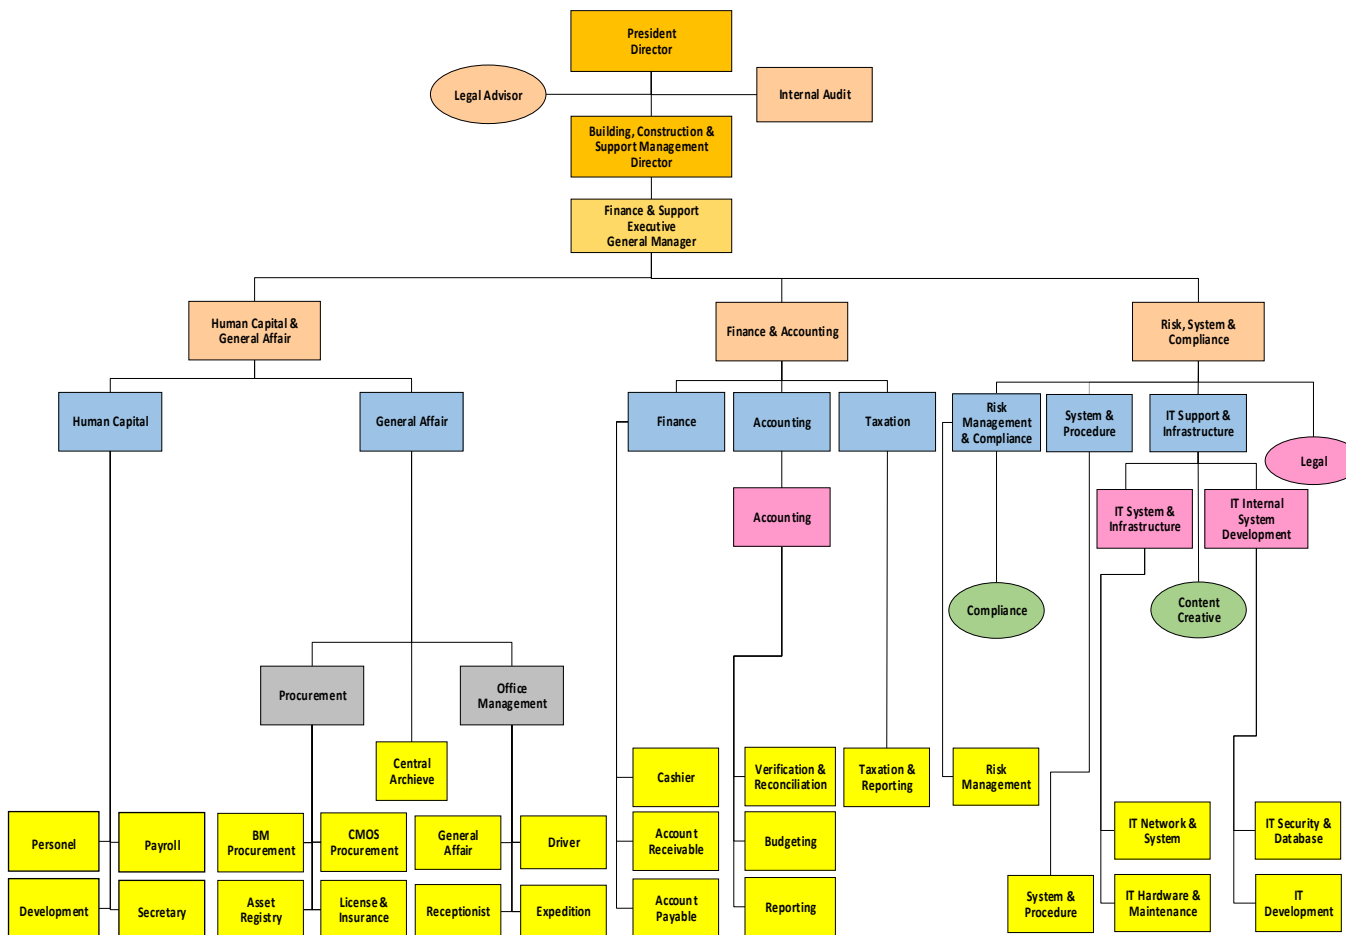 President
Director
Legal Advisor
Internal Audit
Building, Construction &
Support Management
Director
Finance & Support
Executive
General Manager
Human Capital &
General Affair
Finance & Accounting
Risk, System &
Compliance
Human Capital
General Affair
Finance
Accounting
Taxation
Risk
Management
& Compliance
System &
Procedure
IT Support &
Infrastructure
Legal
Accounting
IT System &
Infrastructure
IT Internal
System
Development
Compliance
Content
Creative
Procurement
Office
Management
Central
Archieve
Cashier
Verification &
Reconciliation
Taxation &
Reporting
Risk
Management
Personel
Payroll
BM
Procurement
CMOS
Procurement
General
Affair
Driver
Account
Receivable
Budgeting
IT Network &
System
IT Security &
Database
Development
Secretary
Asset
Registry
License &
Insurance
Receptionist
Expedition
Account
Payable
Reporting
System &
Procedure
IT Hardware &
Maintenance
IT
Development